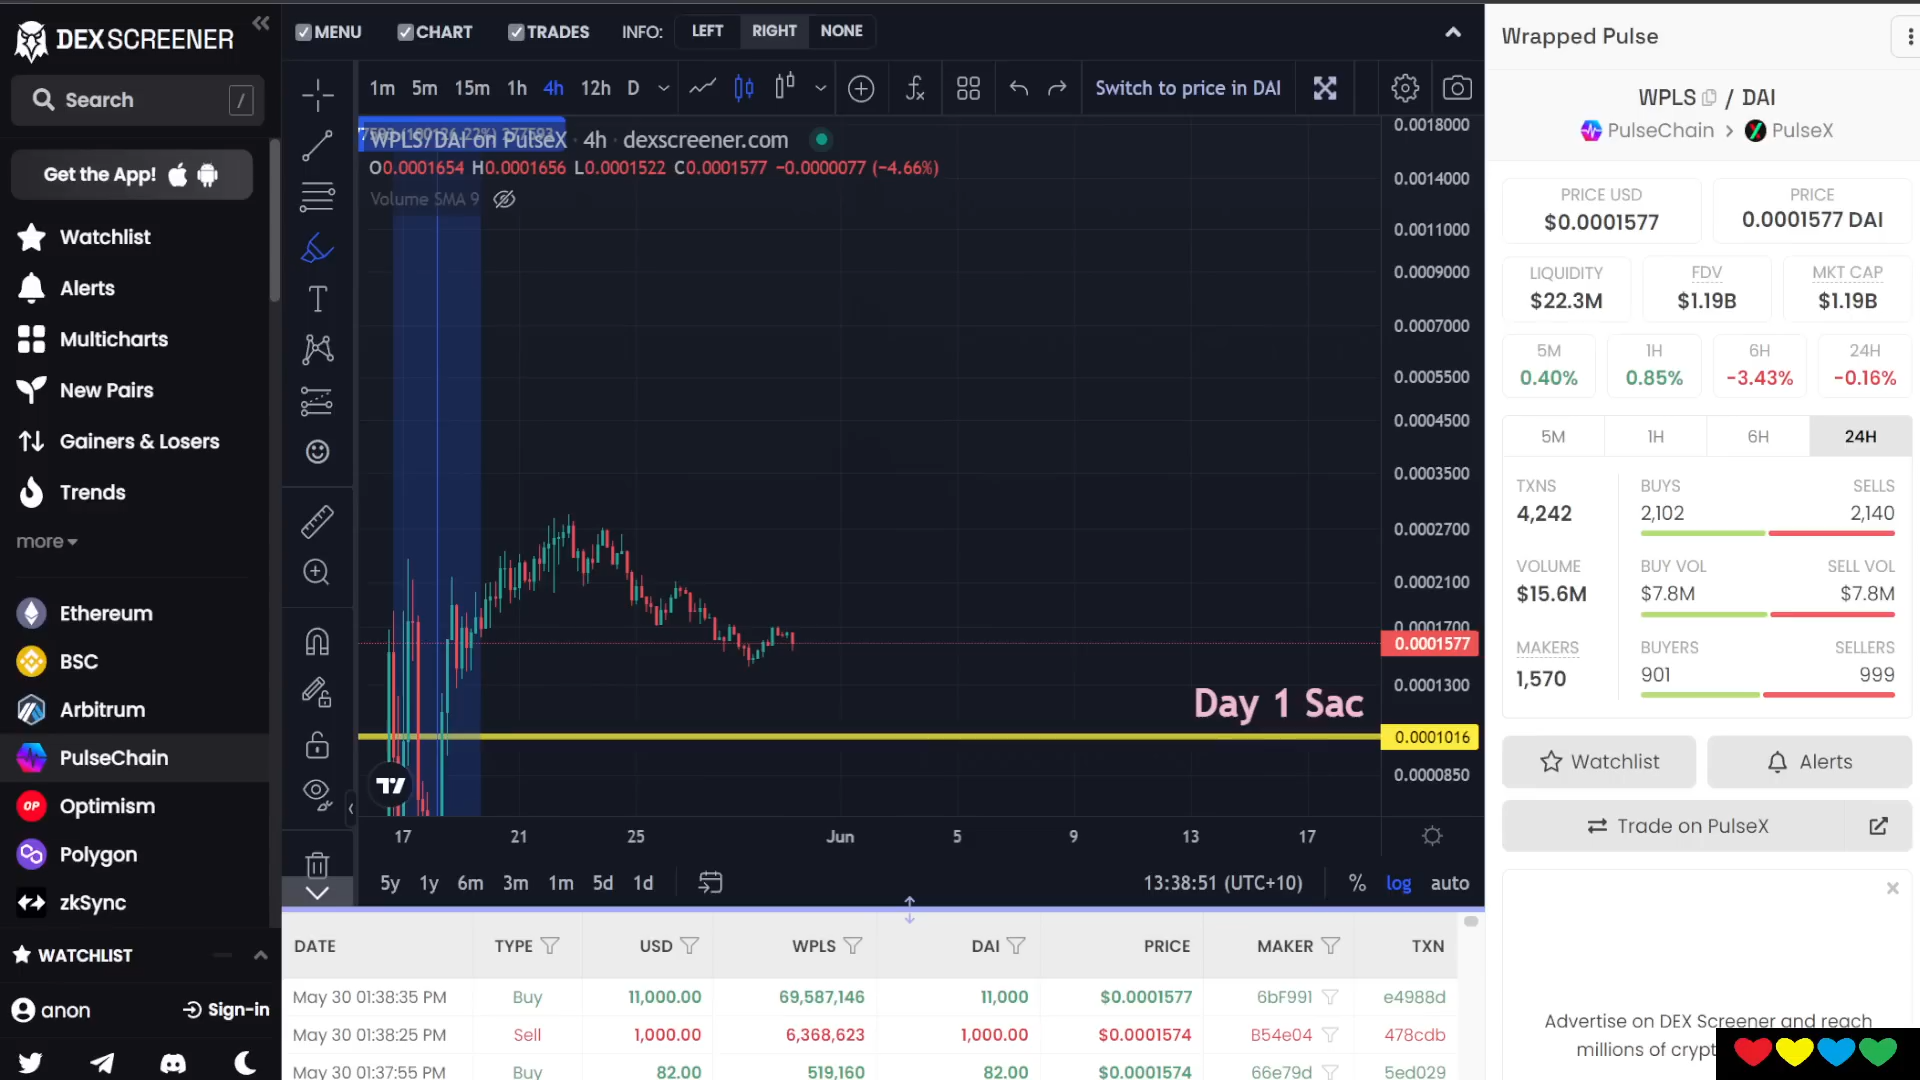 DEX SCREENER
Search /
Get the App!
Watchlist
Alerts
Multicharts
New Pairs
Gainers & Losers
Trends
more
Ethereum
BSC
Arbitrum
PulseChain
OP Optimism
Polygon
zkSync
WATCHLIST
anon Sign-in
MENU CHART TRADES INFO: LEFT RIGHT NONE
1m 5m 15m 1h 4h 12h D Switch to price in DAI
WPLS/DAI on PulseX · 4h · dexscreener.com
O0.0001654 H0.0001656 L0.0001522 C0.0001577 −0.0000077 (−4.66%)
Volume SMA 9
0.0018000
0.0014000
0.0011000
0.0009000
0.0007000
0.0005500
0.0004500
0.0003500
0.0002700
0.0002100
0.0001700
0.0001577
0.0001300
0.0001016
0.0000850
Day 1 Sac
17 21 25 Jun 5 9 13 17
5y 1y 6m 3m 1m 5d 1d 13:38:51 (UTC+10) % log auto
DATE TYPE USD WPLS DAI PRICE MAKER TXN
May 30 01:38:35 PM Buy 11,000.00 69,587,146 11,000 $0.0001577 6bF991 e4988d
May 30 01:38:25 PM Sell 1,000.00 6,368,623 1,000.00 $0.0001574 B54e04 478cdb
May 30 01:37:55 PM Buy 82.00 519,160 82.00 $0.0001574 66e79d 5ed029
Wrapped Pulse
WPLS / DAI
PulseChain > PulseX
PRICE USD PRICE
$0.0001577 0.0001577 DAI
LIQUIDITY FDV MKT CAP
$22.3M $1.19B $1.19B
5M 1H 6H 24H
0.40% 0.85% -3.43% -0.16%
5M 1H 6H 24H
TXNS BUYS SELLS
4,242 2,102 2,140
VOLUME BUY VOL SELL VOL
$15.6M $7.8M $7.8M
MAKERS BUYERS SELLERS
1,570 901 999
Watchlist Alerts
Trade on PulseX
Advertise on DEX Screener and reach
millions of crypt